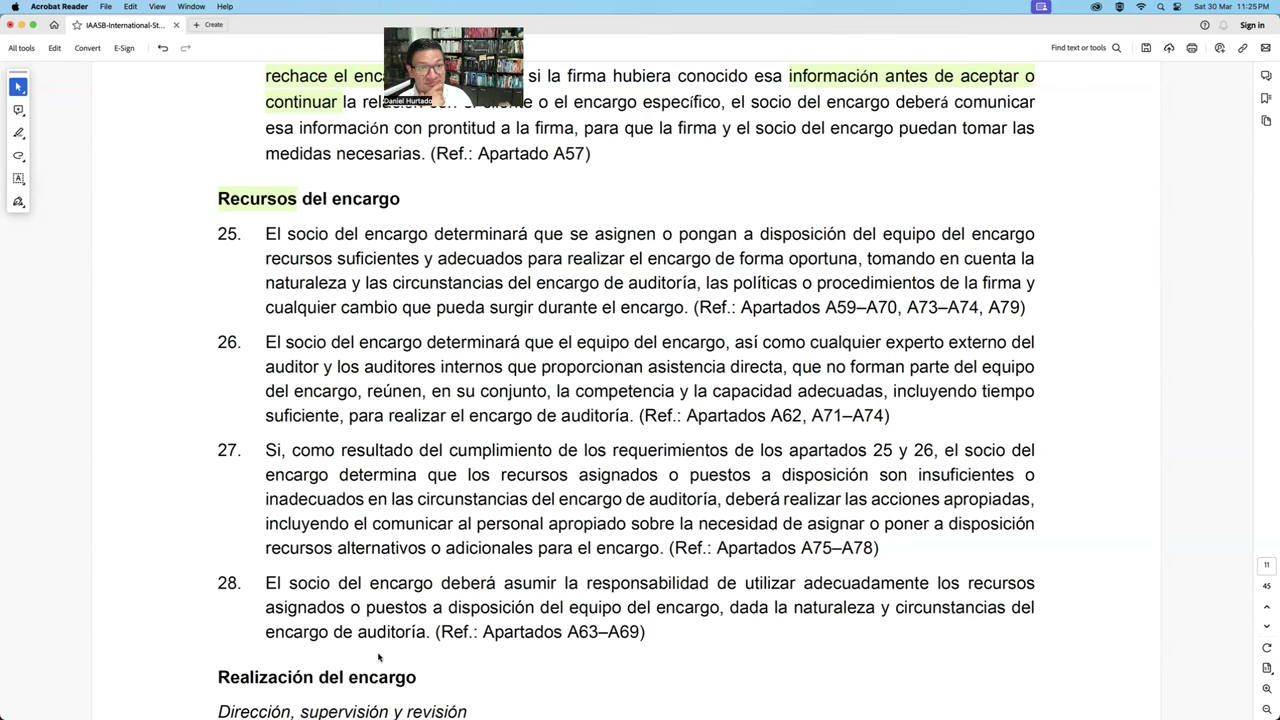 Acrobat Reader File Edit View Window Help Sat 30 Mar 11:25 PM
IAASB-International-St... Create Sign in
All tools Edit Convert E-Sign Find text or tools
Daniel Hurtado
rechace el si la firma hubiera conocido esa información antes de aceptar o
continuar la o el encargo específico, el socio del encargo deberá comunicar
esa información con prontitud a la firma, para que la firma y el socio del encargo puedan tomar las
medidas necesarias. (Ref.: Apartado A57)
Recursos del encargo
25. El socio del encargo determinará que se asignen o pongan a disposición del equipo del encargo
recursos suficientes y adecuados para realizar el encargo de forma oportuna, tomando en cuenta la
naturaleza y las circunstancias del encargo de auditoría, las políticas o procedimientos de la firma y
cualquier cambio que pueda surgir durante el encargo. (Ref.: Apartados A59–A70, A73–A74, A79)
26. El socio del encargo determinará que el equipo del encargo, así como cualquier experto externo del
auditor y los auditores internos que proporcionan asistencia directa, que no forman parte del equipo
del encargo, reúnen, en su conjunto, la competencia y la capacidad adecuadas, incluyendo tiempo
suficiente, para realizar el encargo de auditoría. (Ref.: Apartados A62, A71–A74)
27. Si, como resultado del cumplimiento de los requerimientos de los apartados 25 y 26, el socio del
encargo determina que los recursos asignados o puestos a disposición son insuficientes o
inadecuados en las circunstancias del encargo de auditoría, deberá realizar las acciones apropiadas,
incluyendo el comunicar al personal apropiado sobre la necesidad de asignar o poner a disposición
recursos alternativos o adicionales para el encargo. (Ref.: Apartados A75–A78)
28. El socio del encargo deberá asumir la responsabilidad de utilizar adecuadamente los recursos
asignados o puestos a disposición del equipo del encargo, dada la naturaleza y circunstancias del
encargo de auditoría. (Ref.: Apartados A63–A69)
Realización del encargo
Dirección, supervisión y revisión
11
45